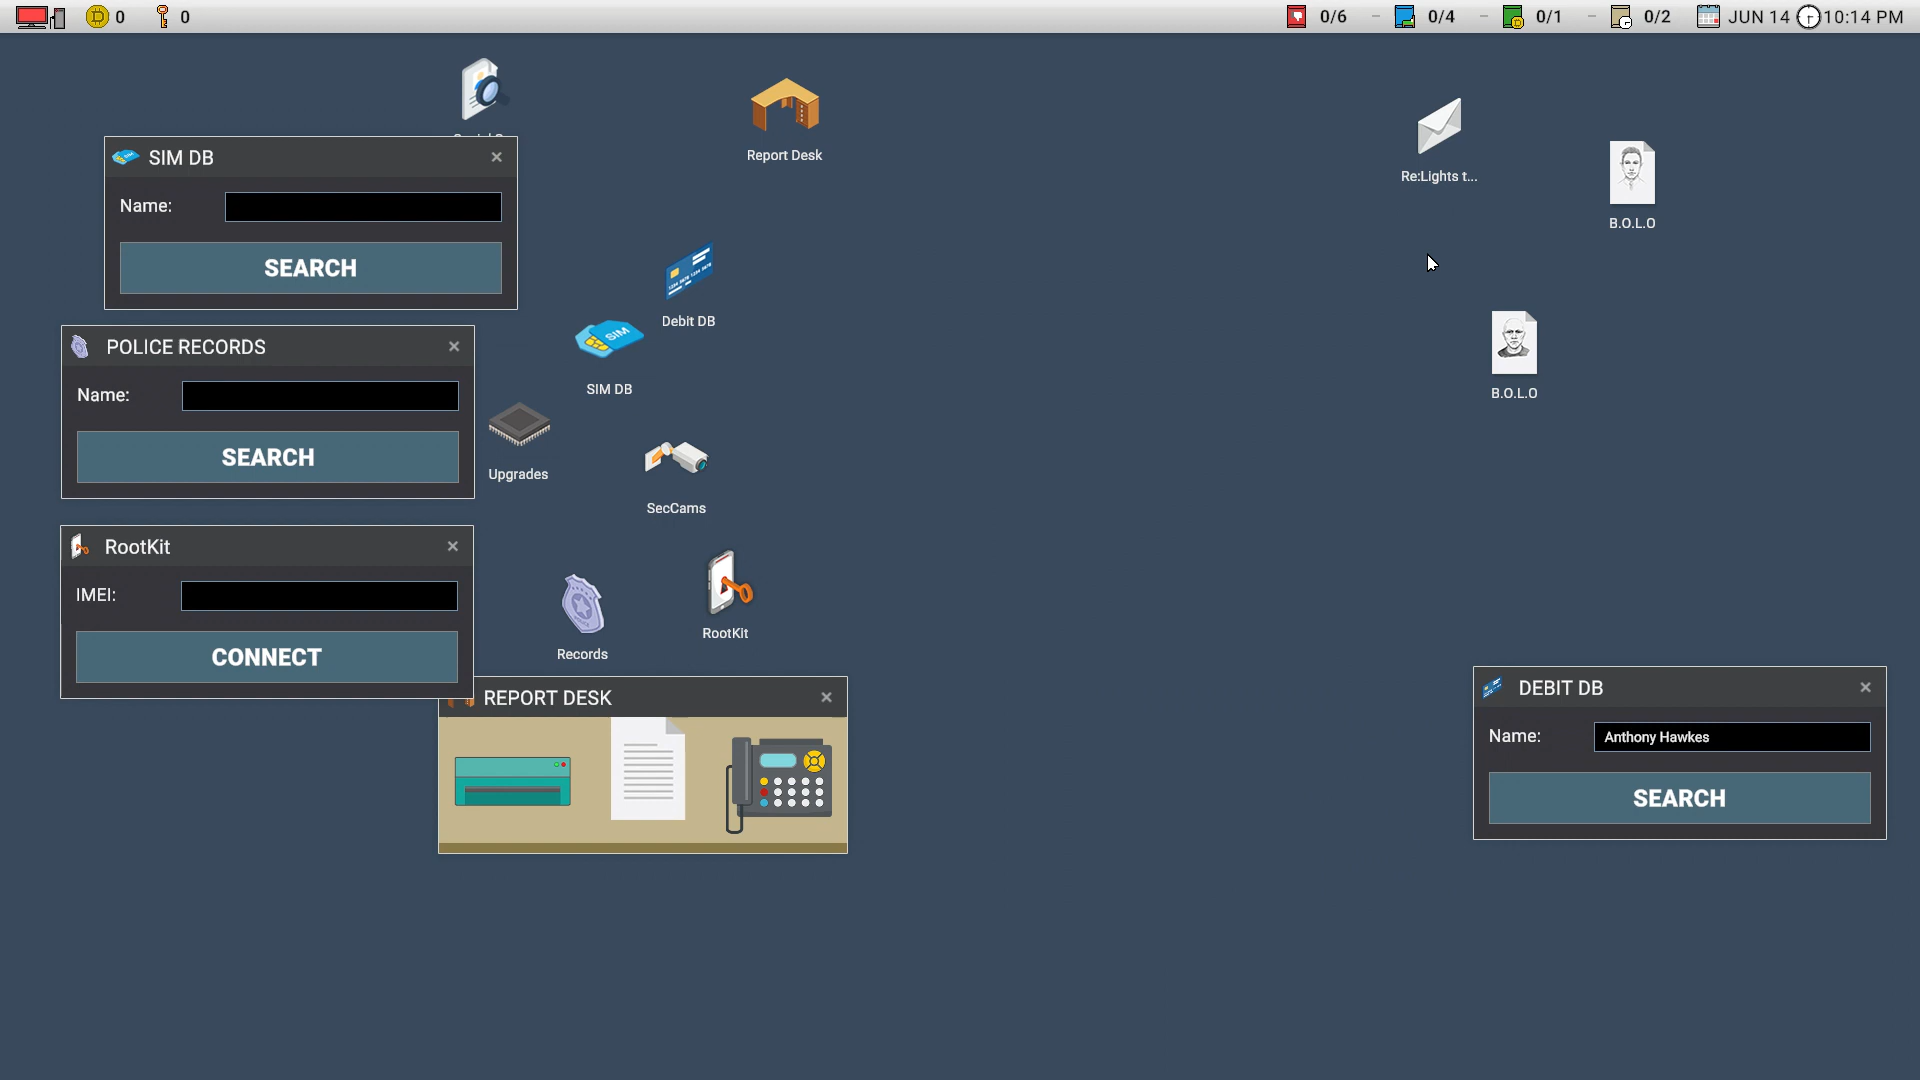 0
0
0/6
0/4
0/1
0/2
JUN 14
10:14 PM
Report Desk
Re:Lights t...
B.O.L.O
SIM DB
Name:
SEARCH
Debit DB
SIM
SIM DB
B.O.L.O
POLICE RECORDS
Name:
SEARCH
Upgrades
SecCams
RootKit
IMEI:
CONNECT
Records
RootKit
REPORT DESK
DEBIT DB
Name:
Anthony Hawkes
SEARCH